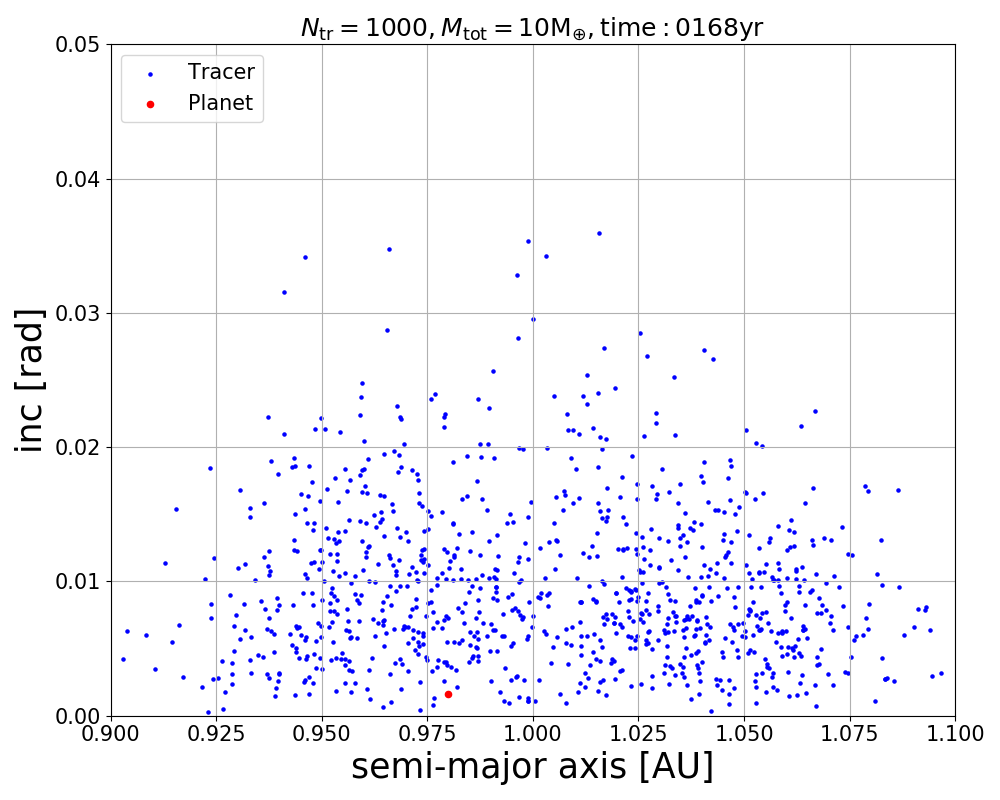 N_tr = 1000, M_tot = 10M_⊕, time : 0168yr
0.05
Tracer
Planet
0.04
0.03
0.02
0.01
0.00
inc [rad]
0.900 0.925 0.950 0.975 1.000 1.025 1.050 1.075 1.100
semi-major axis [AU]